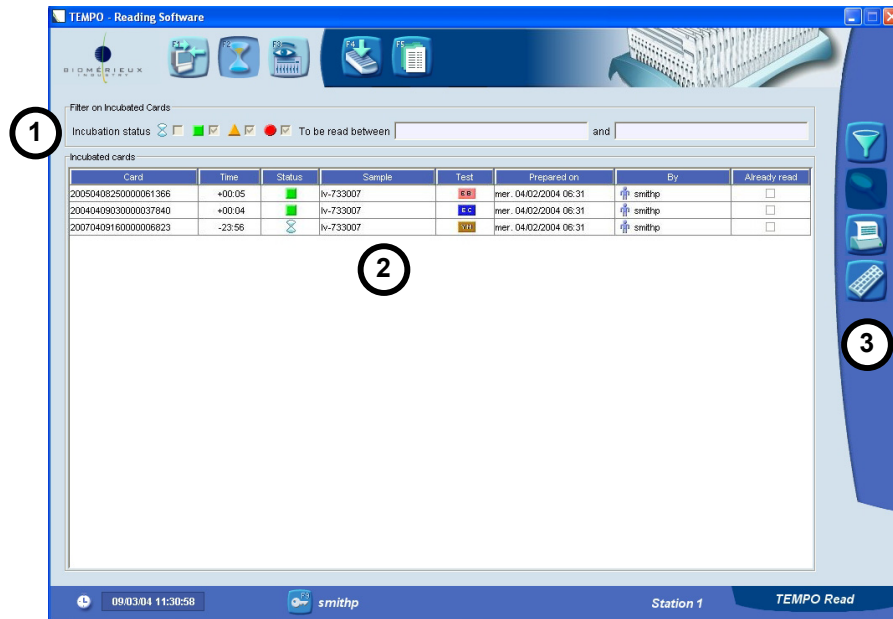 TEMPO - Reading Software
BIOMÉRIEUX
INDUSTRY
F1 F2 F3 F4 F5
Filter on Incubated Cards
1
Incubation status To be read between and
Incubated cards
Card Time Status Sample Test Prepared on By Already read
20050408250000061366 +00:05 lv-733007 EB mer. 04/02/2004 06:31 smithp
20040409030000037840 +00:04 lv-733007 EC mer. 04/02/2004 06:31 smithp
20070409160000006823 -23:56 lv-733007 YM mer. 04/02/2004 06:31 smithp
2
3
09/03/04 11:30:58 F9 smithp Station 1 TEMPO Read